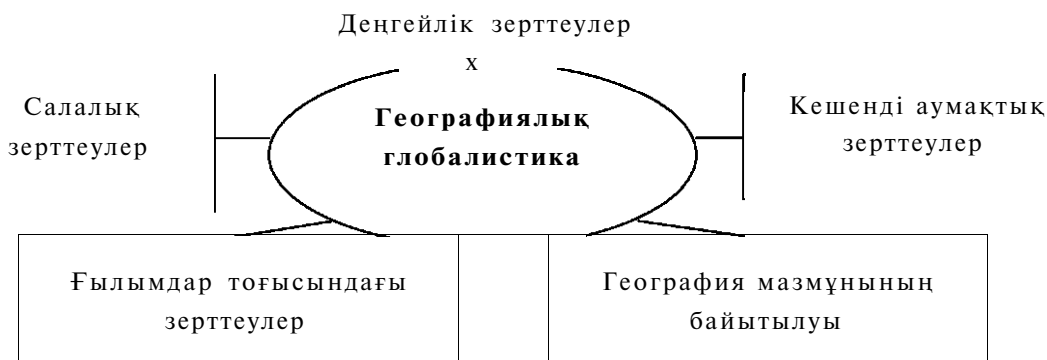 Деңгейлік зерттеулер
х
Салалық
зерттеулер
Географиялық
глобалистика
Кешенді аумақтық
зерттеулер
Ғылымдар тоғысындағы
зерттеулер
География мазмұнының
байытылуы